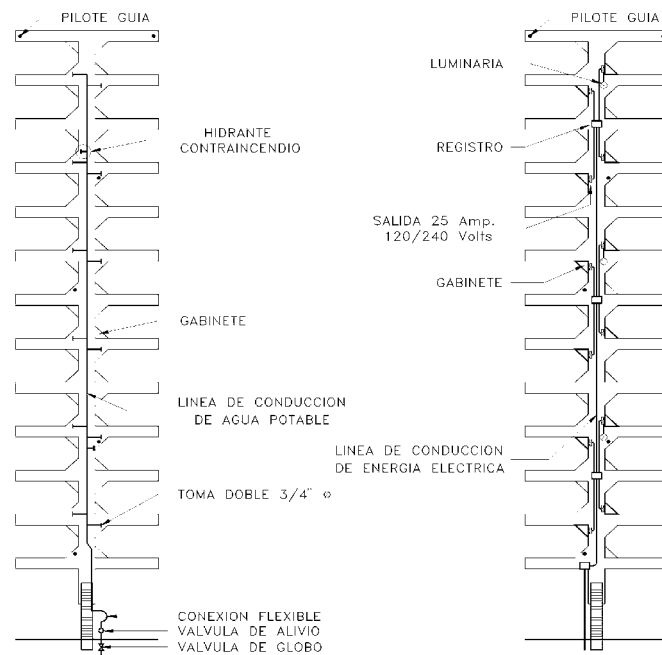 PILOTE GUIA
HIDRANTE
CONTRAINCENDIO
GABINETE
LINEA DE CONDUCCION
DE AGUA POTABLE
TOMA DOBLE 3/4" Ø
CONEXION FLEXIBLE
VALVULA DE ALIVIO
VALVULA DE GLOBO
PILOTE GUIA
LUMINARIA
REGISTRO
SALIDA 25 Amp.
120/240 Volts
GABINETE
LINEA DE CONDUCCION
DE ENERGIA ELECTRICA